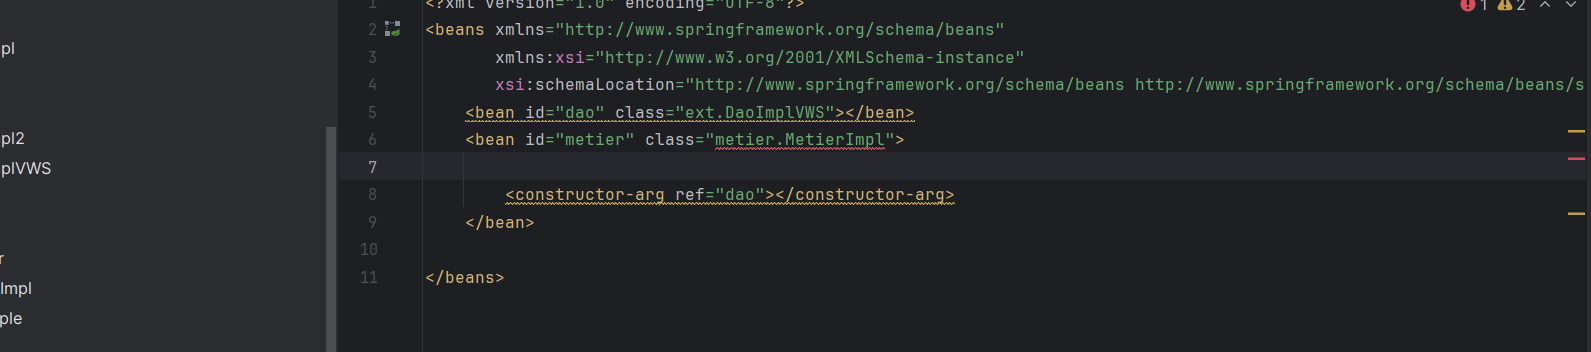 1 <?xml version="1.0" encoding="UTF-8"?>
1 2
2 <beans xmlns="http://www.springframework.org/schema/beans"
pl
3 xmlns:xsi="http://www.w3.org/2001/XMLSchema-instance"
4 xsi:schemaLocation="http://www.springframework.org/schema/beans http://www.springframework.org/schema/beans/s
5 <bean id="dao" class="ext.DaoImplVWS"></bean>
pl2
6 <bean id="metier" class="metier.MetierImpl">
plVWS
7
8 <constructor-arg ref="dao"></constructor-arg>
9 </bean>
10
r
11 </beans>
Impl
ple